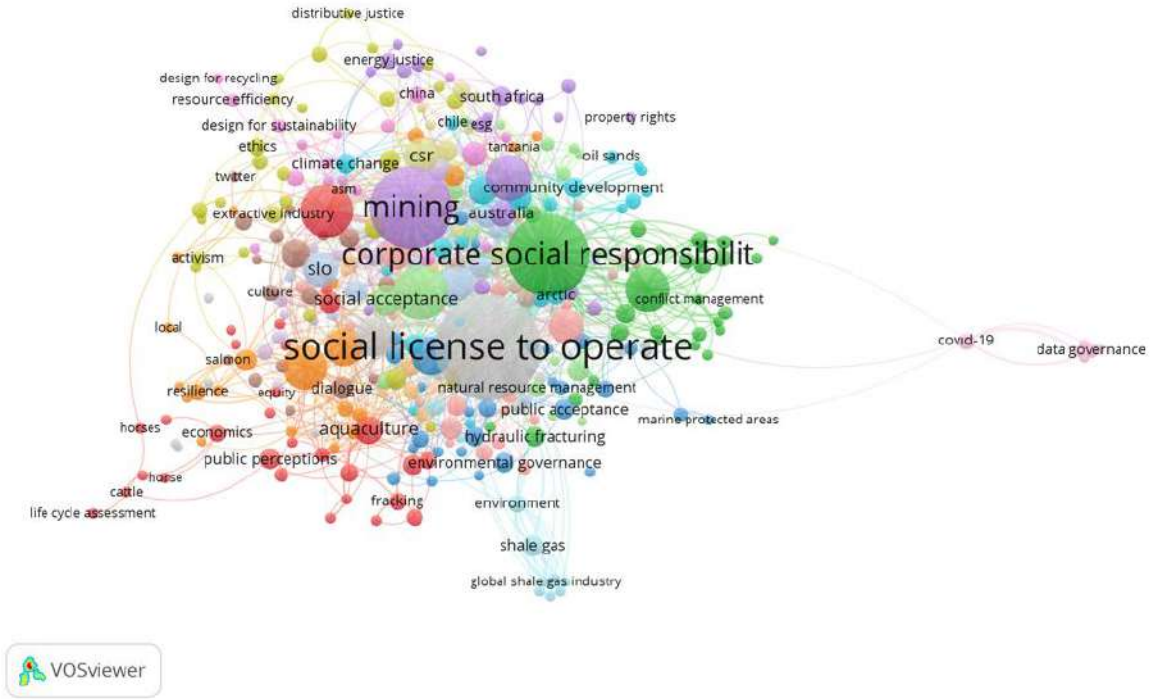 distributive justice
energy justice
design for recycling
china
south africa
resource efficiency
property rights
design for sustainability
chile esg
ethics
tanzania
csr
oil sands
climate change
twitter
asm
community development
mining
extractive industry
australia
corporate social responsibilit
activism
slo
culture
social acceptance
arctic
conflict management
local
covid-19
social license to operate
data governance
salmon
resilience
equity
dialogue
natural resource management
public acceptance
marine protected areas
horses
economics
aquaculture
hydraulic fracturing
public perceptions
environmental governance
horse
cattle
fracking
environment
life cycle assessment
shale gas
global shale gas industry
VOSviewer